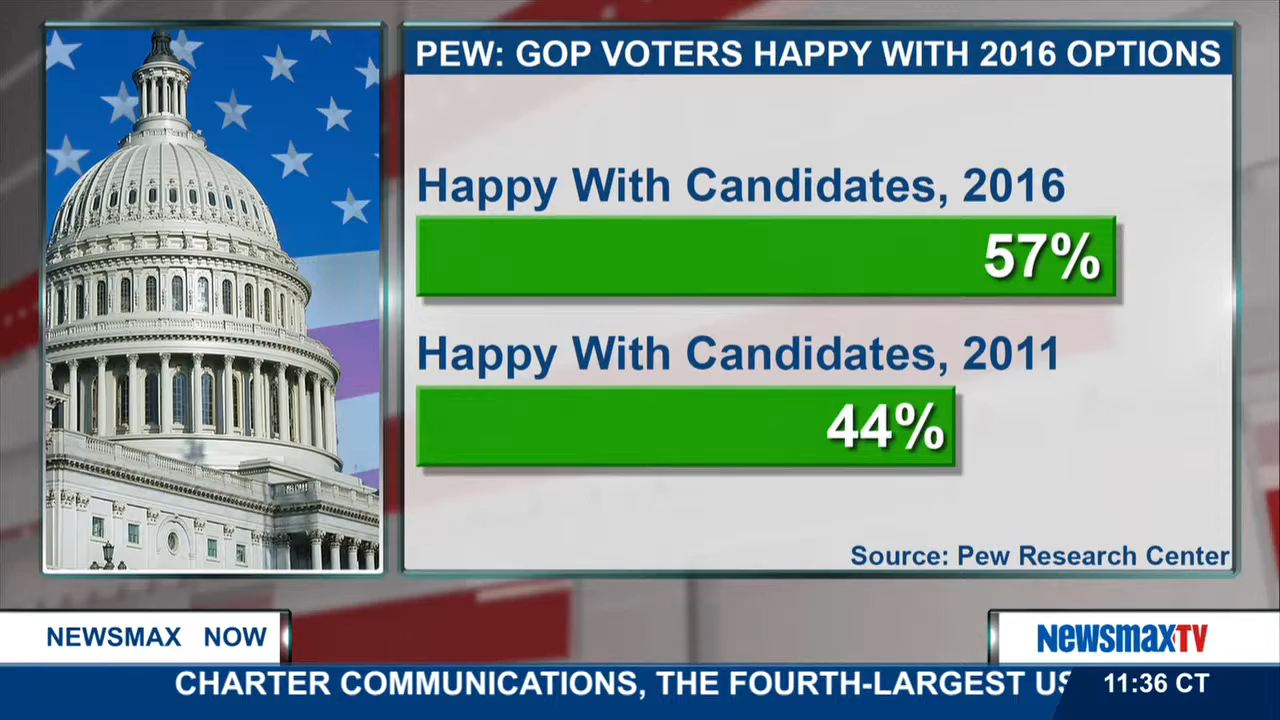 PEW: GOP VOTERS HAPPY WITH 2016 OPTIONS
Happy With Candidates, 2016
57%
Happy With Candidates, 2011
44%
Source: Pew Research Center
NEWSMAX NOW
NEWSMAXTV
CHARTER COMMUNICATIONS, THE FOURTH-LARGEST US
11:36 CT